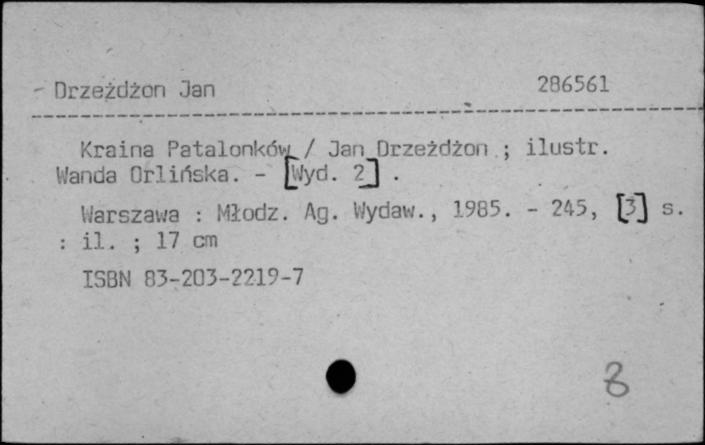 Drzeżdżon Jan 286561
Kraina Patalonków / Jan Drzeżdżon ; ilustr.
Wanda Orlińska. - [Wyd. 2] .
Warszawa : Młodz. Ag. Wydaw., 1985. - 245, [3] s.
: il. ; 17 cm
ISBN 83-203-2219-7
8